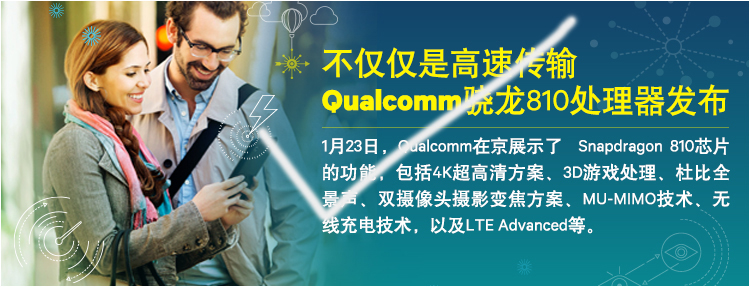 不仅仅是高速传输
Qualcomm骁龙810处理器发布
1月23日，Qualcomm在京展示了 Snapdragon 810芯片
的功能，包括4K超高清方案、3D游戏处理、杜比全
景声、双摄像头摄影变焦方案、MU-MIMO技术、无
线充电技术，以及LTE Advanced等。